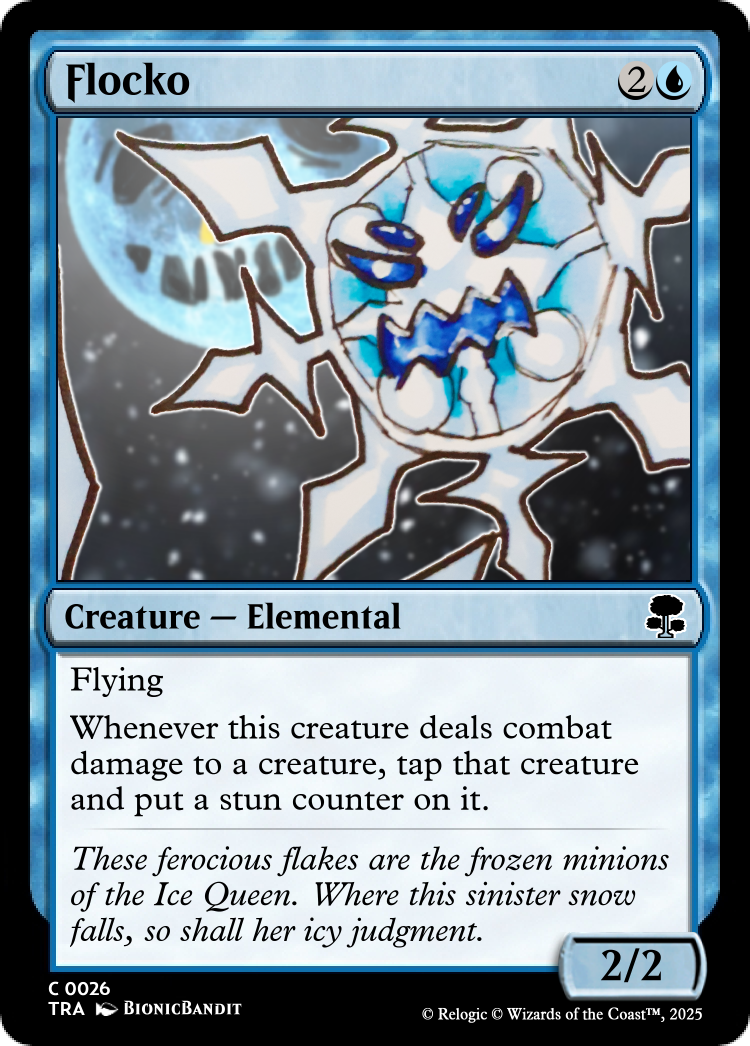 Flocko 2
Creature — Elemental
Flying
Whenever this creature deals combat
damage to a creature, tap that creature
and put a stun counter on it.
These ferocious flakes are the frozen minions
of the Ice Queen. Where this sinister snow
falls, so shall her icy judgment.
2/2
C 0026
TRA BionicBandit
© Relogic © Wizards of the Coast™, 2025